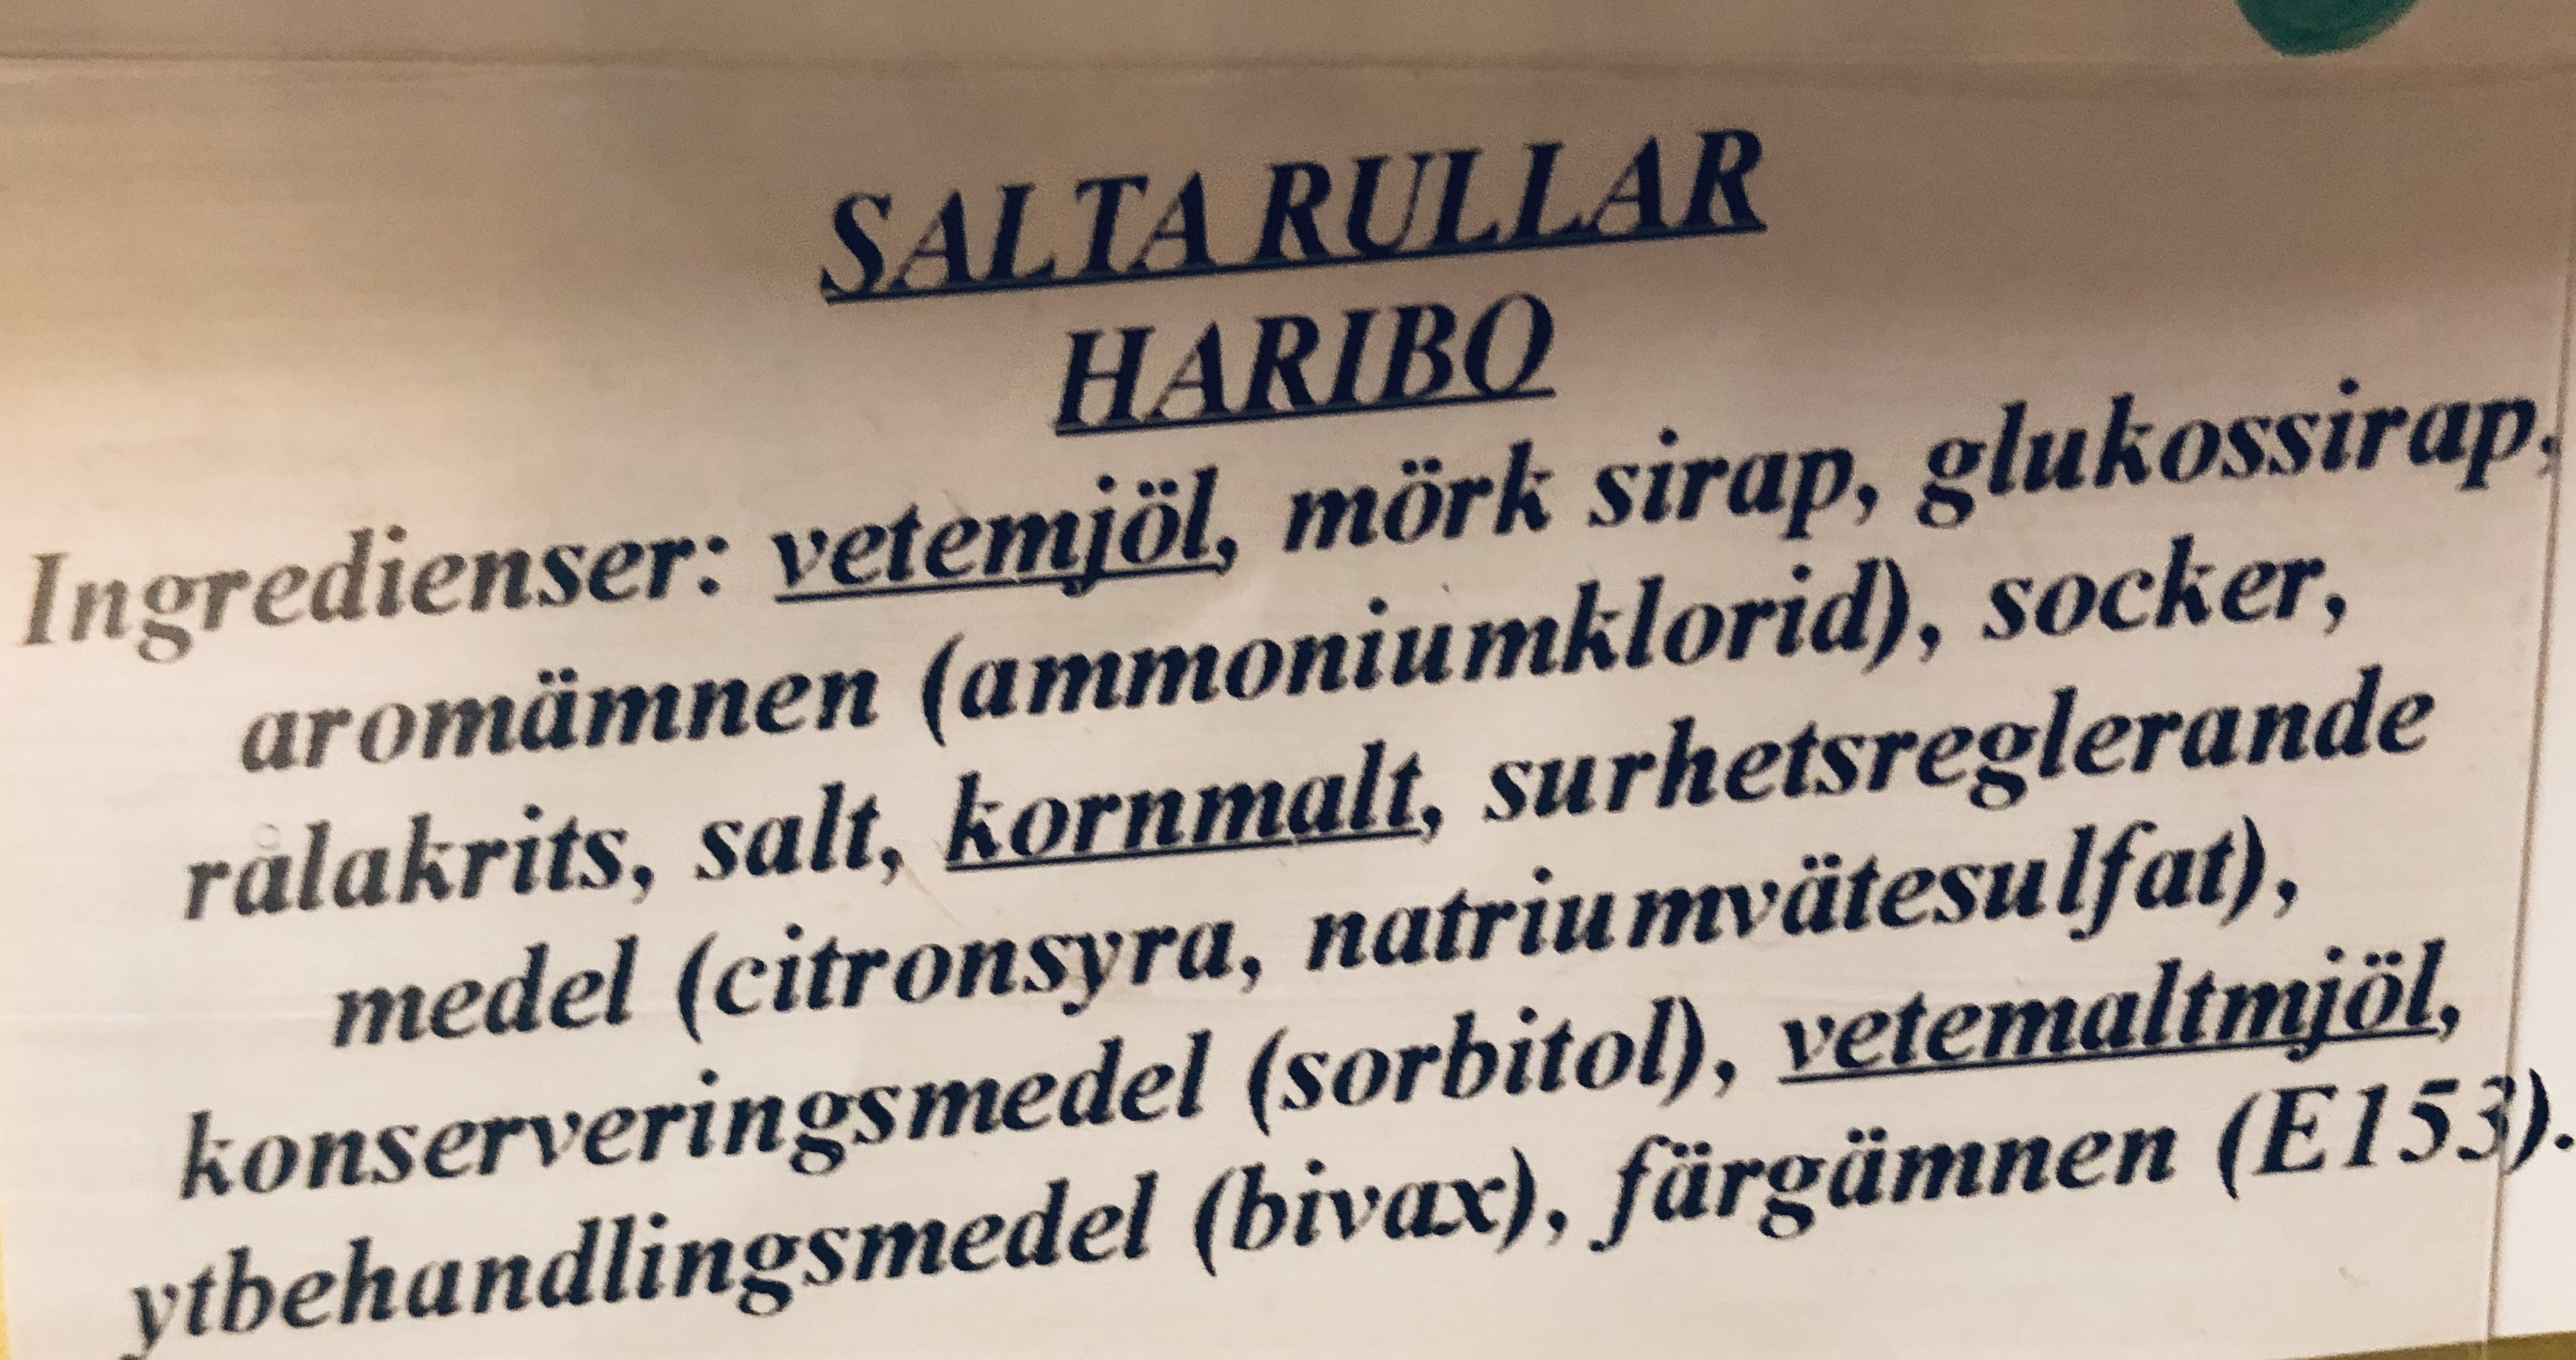 SALTA RULLAR
HARIBO
Ingredienser: vetemjöl, mörk sirap, glukossirap,
aromämnen (ammoniumklorid), socker,
rålakrits, salt, kornmalt, surhetsreglerande
medel (citronsyra, natriumvätesulfat),
konserveringsmedel (sorbitol), vetemaltmjöl,
ytbehandlingsmedel (bivax), färgämnen (E153).